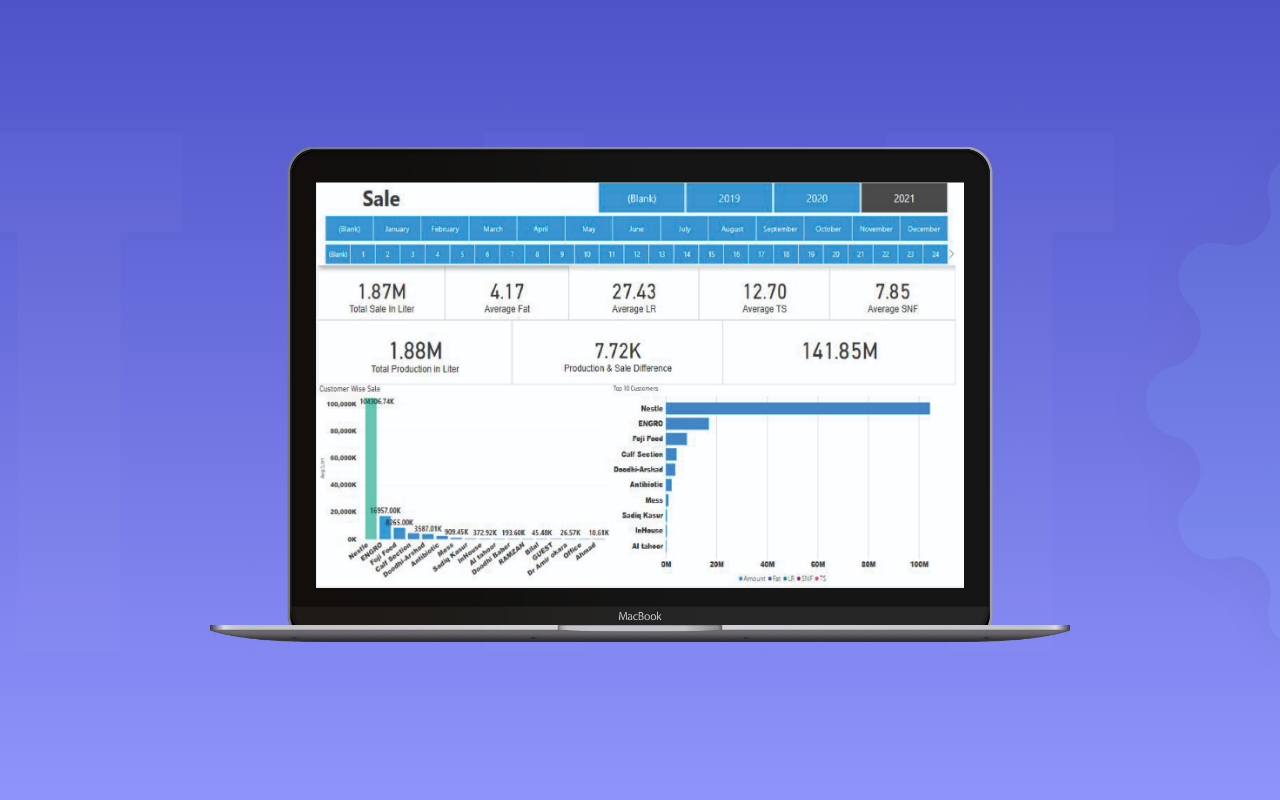 Sale
(Blank) 2019 2020 2021
(Blank) January February March April May June July August September October November December
(Blank) 1 2 3 4 5 6 7 8 9 10 11 12 13 14 15 16 17 18 19 20 21 22 23 24
1.87M 4.17 27.43 12.70 7.85
Total Sale In Liter Average Fat Average LR Average TS Average SNF
1.88M 7.72K 141.85M
Total Production in Liter Production & Sale Difference
Customer Wise Sale
100,000K
80,000K
60,000K
40,000K
20,000K
0K
104306.74K
16957.00K
8265.00K
3587.01K
909.45K
372.92K
193.60K
45.48K
26.57K
10.61K
Nestle
ENGRO
Fuji Food
Calf Section
Doodhi-Arshad
Antibiotic
Mess
Sadiq Kasur
InHouse
Al tahoor
Doodhi Baber
RAMZAN
Bilal
GUEST
Dr Amir okara
Office
Ahmad
Top 10 Customers
Nestle
ENGRO
Fuji Food
Calf Section
Doodhi-Arshad
Antibiotic
Mess
Sadiq Kasur
InHouse
Al tahoor
0M 20M 40M 60M 80M 100M
Amount Fat LR SNF TS
MacBook